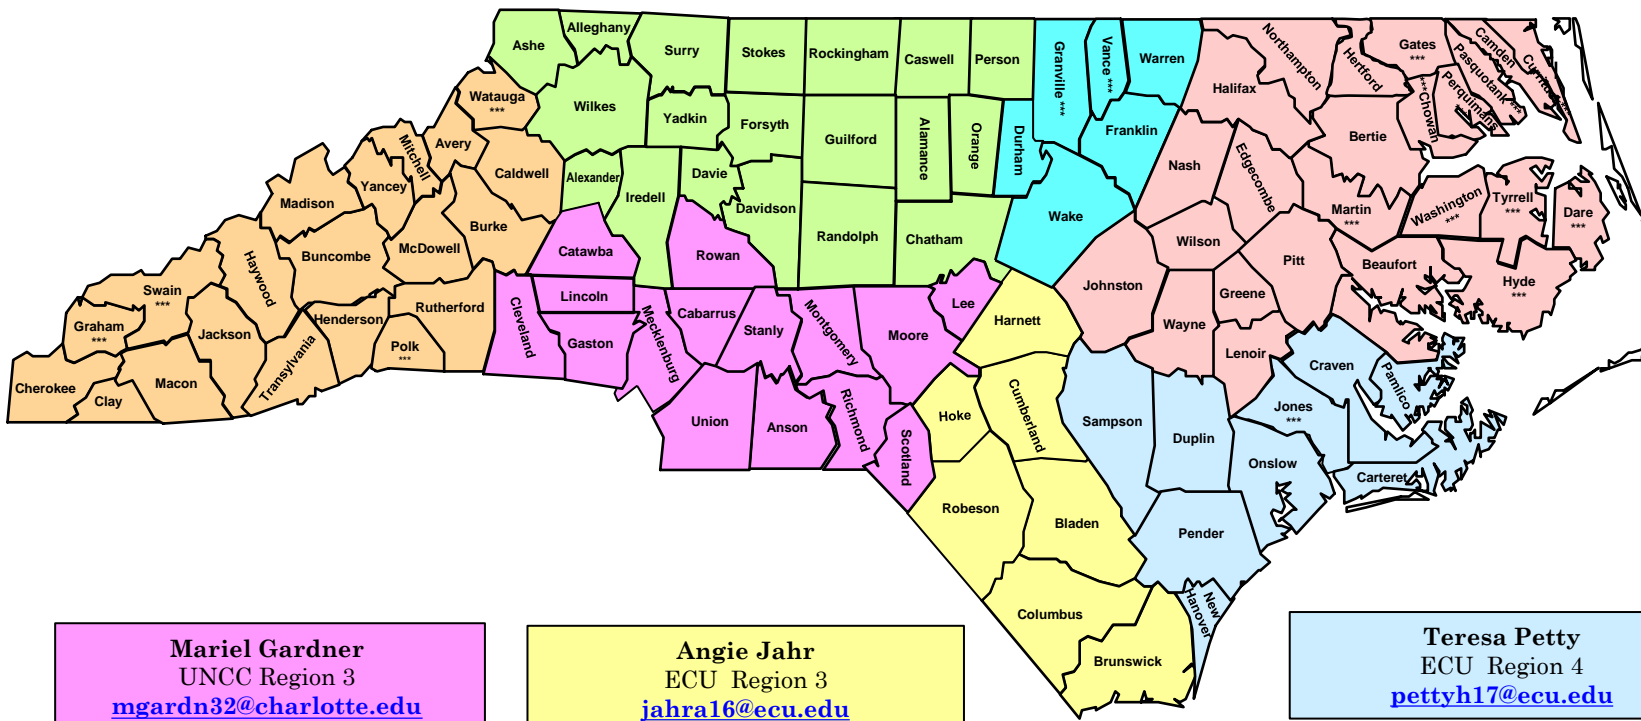 Ashe
Alleghany
Surry
Stokes
Rockingham
Caswell
Person
Granville ***
Vance ***
Warren
Northampton
Hertford
Gates
***
Camden
Pasquotank ***
Currituck ***
Perquimans
***
***Chowan
Halifax
Watauga
***
Wilkes
Yadkin
Forsyth
Guilford
Alamance
Orange
Durham
Franklin
Bertie
Mitchell
Avery
Caldwell
Alexander
Iredell
Davie
Davidson
Randolph
Chatham
Wake
Nash
Edgecombe
Martin
***
Washington
***
Tyrrell
***
Dare
***
Madison
Yancey
Burke
McDowell
Buncombe
Haywood
Catawba
Rowan
Wilson
Pitt
Beaufort
Hyde
***
Swain
***
Graham
***
Jackson
Henderson
Rutherford
Polk
***
Transylvania
Macon
Cherokee
Clay
Cleveland
Lincoln
Gaston
Mecklenburg
Cabarrus
Stanly
Montgomery
Moore
Lee
Harnett
Johnston
Wayne
Greene
Lenoir
Craven
Pamlico
Jones
***
Union
Anson
Richmond
Scotland
Hoke
Cumberland
Sampson
Duplin
Onslow
Carteret
Robeson
Bladen
Pender
Columbus
Brunswick
New
Hanover
Mariel Gardner
UNCC Region 3
mgardn32@charlotte.edu
Angie Jahr
ECU Region 3
jahra16@ecu.edu
Teresa Petty
ECU Region 4
pettyh17@ecu.edu